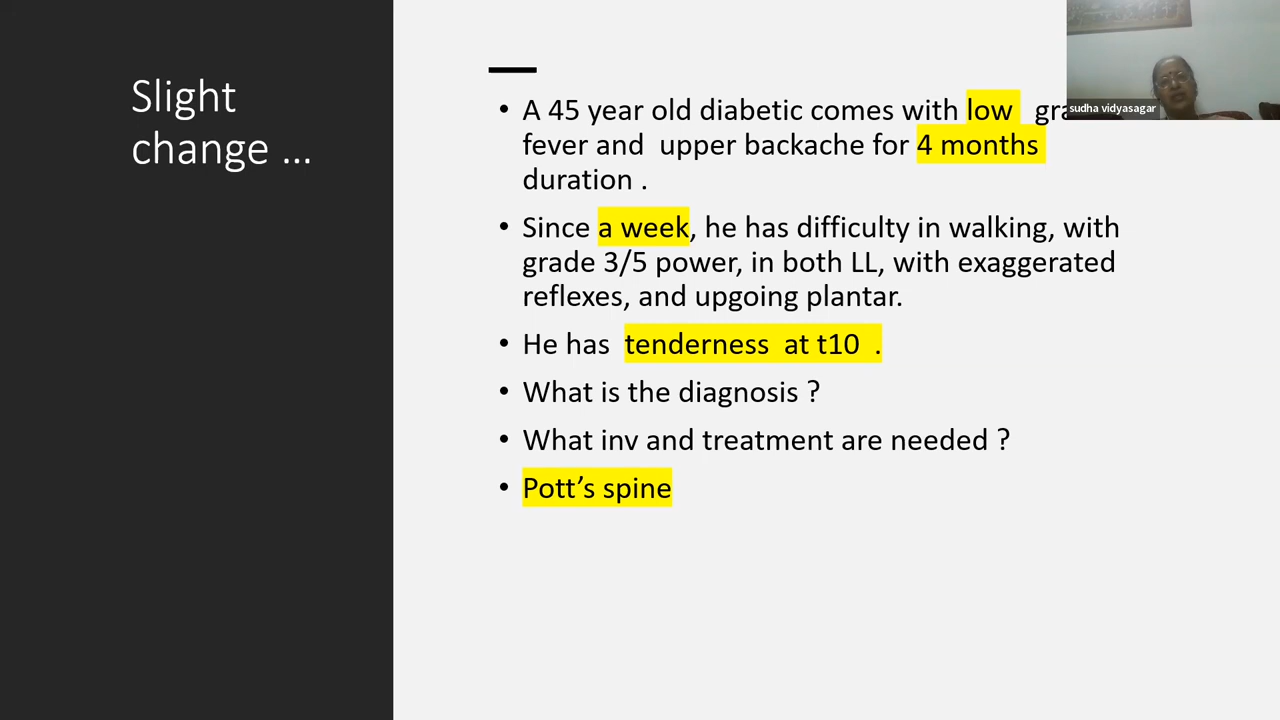 Slight
change ...
• A 45 year old diabetic comes with low
fever and upper backache for 4 months
duration .
• Since a week, he has difficulty in walking, with
grade 3/5 power, in both LL, with exaggerated
reflexes, and upgoing plantar.
• He has tenderness at t10 .
• What is the diagnosis ?
• What inv and treatment are needed ?
• Pott’s spine
sudha vidyasagar